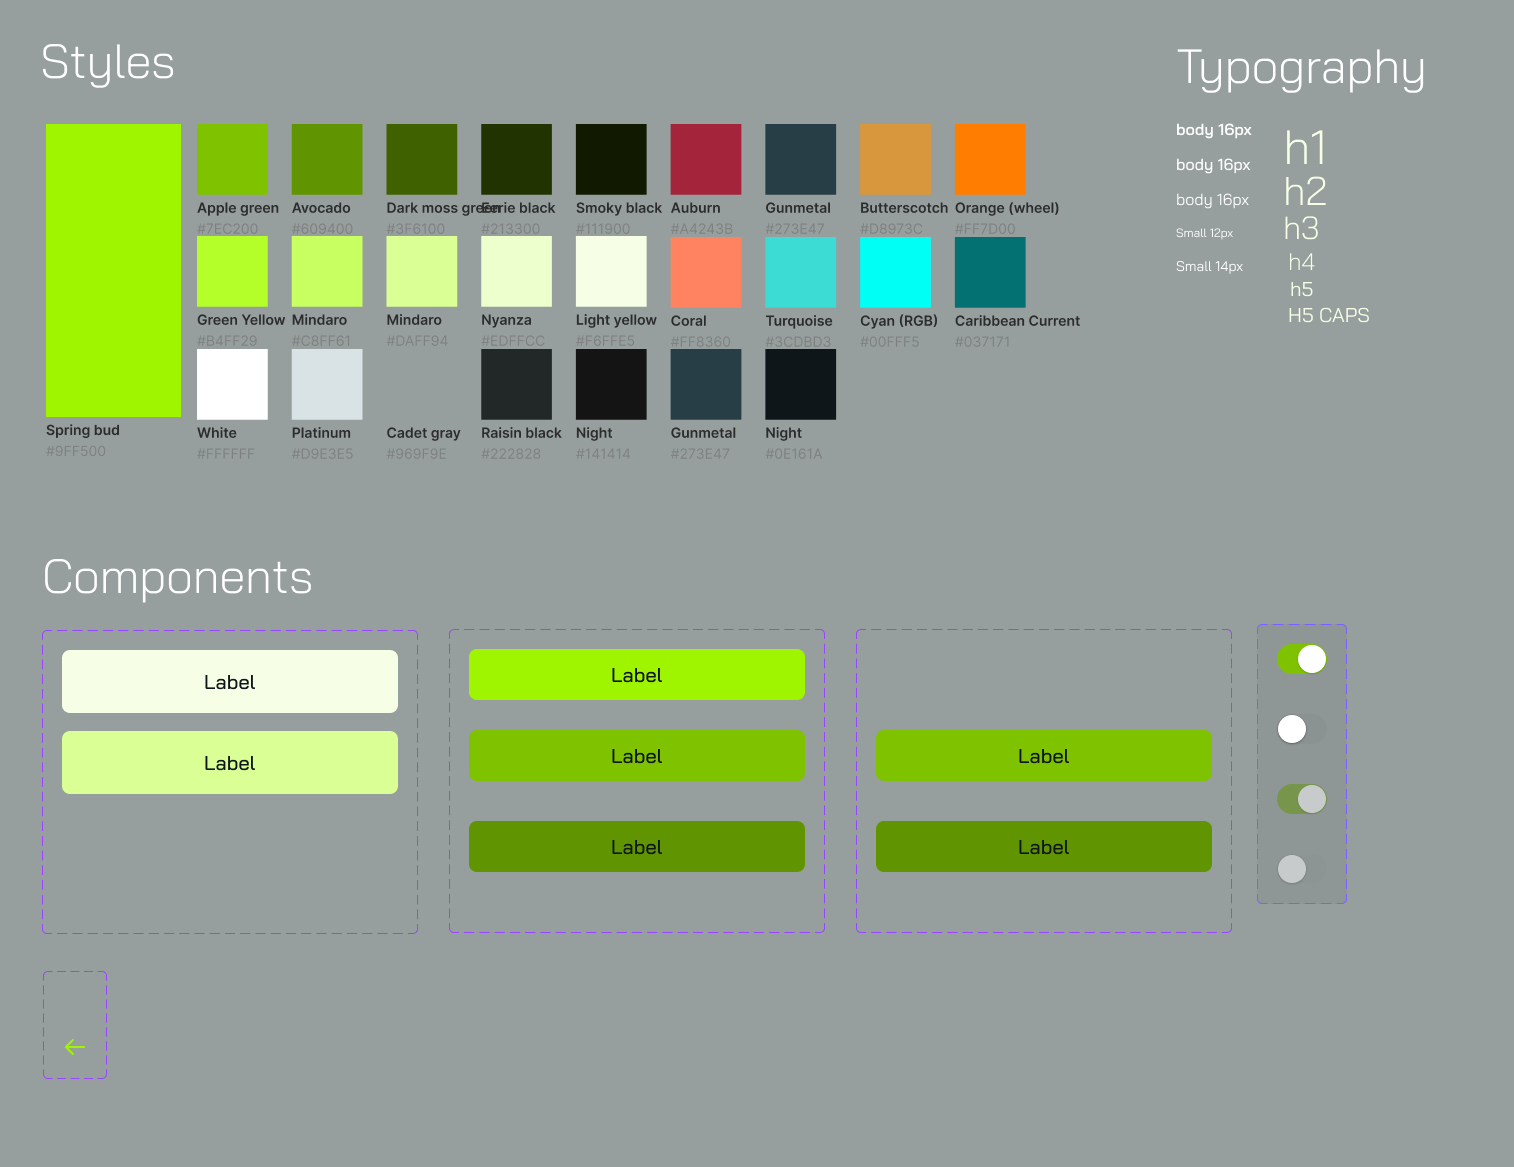 Styles
Typography
Apple green
#7EC200
Avocado
#609400
Dark moss green
#3F6100
Eerie black
#213300
Smoky black
#111900
Auburn
#A4243B
Gunmetal
#273E47
Butterscotch
#D8973C
Orange (wheel)
#FF7D00
Green Yellow
#B4FF29
Mindaro
#C8FF61
Mindaro
#DAFF94
Nyanza
#EDFFCC
Light yellow
#F6FFE5
Coral
#FF8360
Turquoise
#3CDBD3
Cyan (RGB)
#00FFF5
Caribbean Current
#037171
Spring bud
#9FF500
White
#FFFFFF
Platinum
#D9E3E5
Cadet gray
#969F9E
Raisin black
#222828
Night
#141414
Gunmetal
#273E47
Night
#0E161A
body 16px
body 16px
body 16px
Small 12px
Small 14px
h1
h2
h3
h4
h5
H5 CAPS
Components
Label
Label
Label
Label
Label
Label
Label